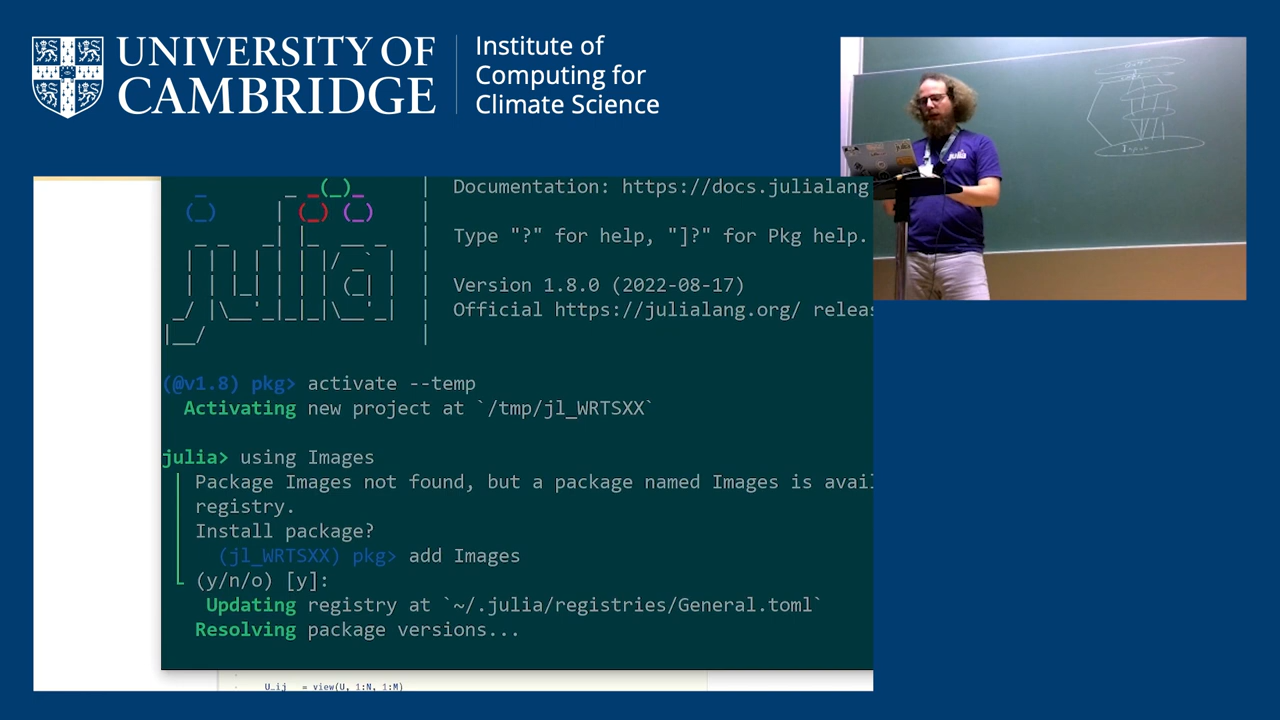 UNIVERSITY OF
CAMBRIDGE
Institute of
Computing for
Climate Science
Documentation: https://docs.julialang
Type "?" for help, "]?" for Pkg help.
Version 1.8.0 (2022-08-17)
Official https://julialang.org/ releas
(@v1.8) pkg> activate --temp
Activating new project at `/tmp/jl_WRTSXX`
julia> using Images
Package Images not found, but a package named Images is avail
registry.
Install package?
(jl_WRTSXX) pkg> add Images
(y/n/o) [y]:
Updating registry at `~/.julia/registries/General.toml`
Resolving package versions...
U_ij = view(U, 1:N, 1:M)
julia
Input